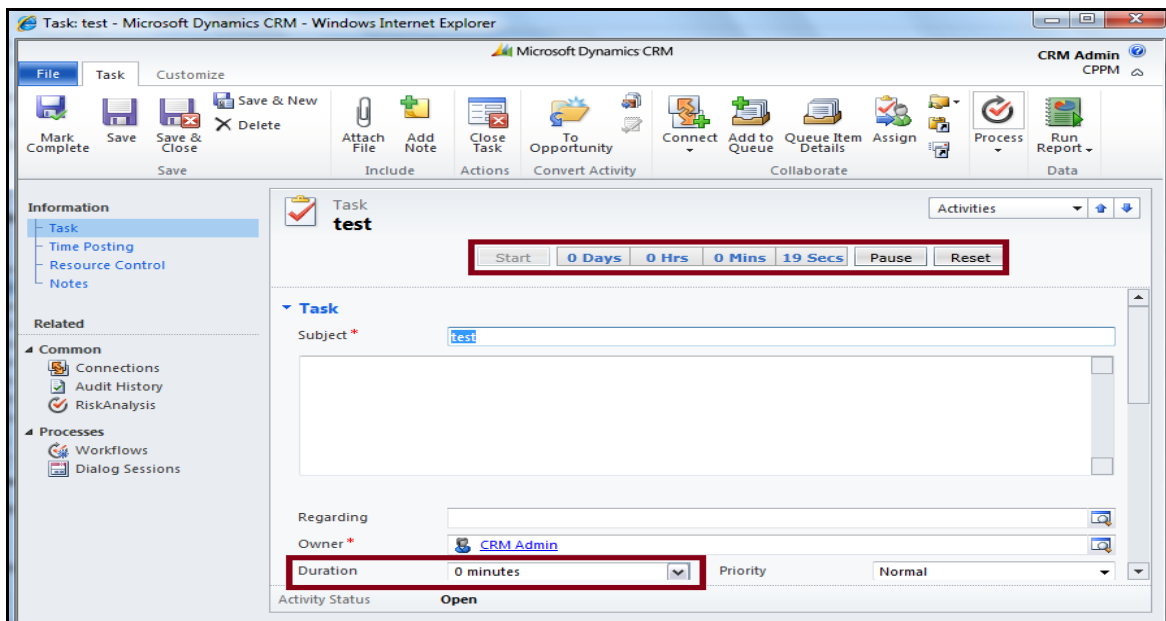 Task: test - Microsoft Dynamics CRM - Windows Internet Explorer
Microsoft Dynamics CRM
CRM Admin
CPPM
File Task Customize
Mark Complete
Save
Save & Close
Save & New
Delete
Save
Attach File
Add Note
Include
Close Task
Actions
To Opportunity
Convert Activity
Connect
Add to Queue
Queue Item Details
Assign
Collaborate
Process
Run Report
Data
Information
Task
Time Posting
Resource Control
Notes
Related
Common
Connections
Audit History
RiskAnalysis
Processes
Workflows
Dialog Sessions
Task
test
Activities
Start 0 Days 0 Hrs 0 Mins 19 Secs Pause Reset
Task
Subject * test
Regarding
Owner * CRM Admin
Duration 0 minutes Priority Normal
Activity Status Open